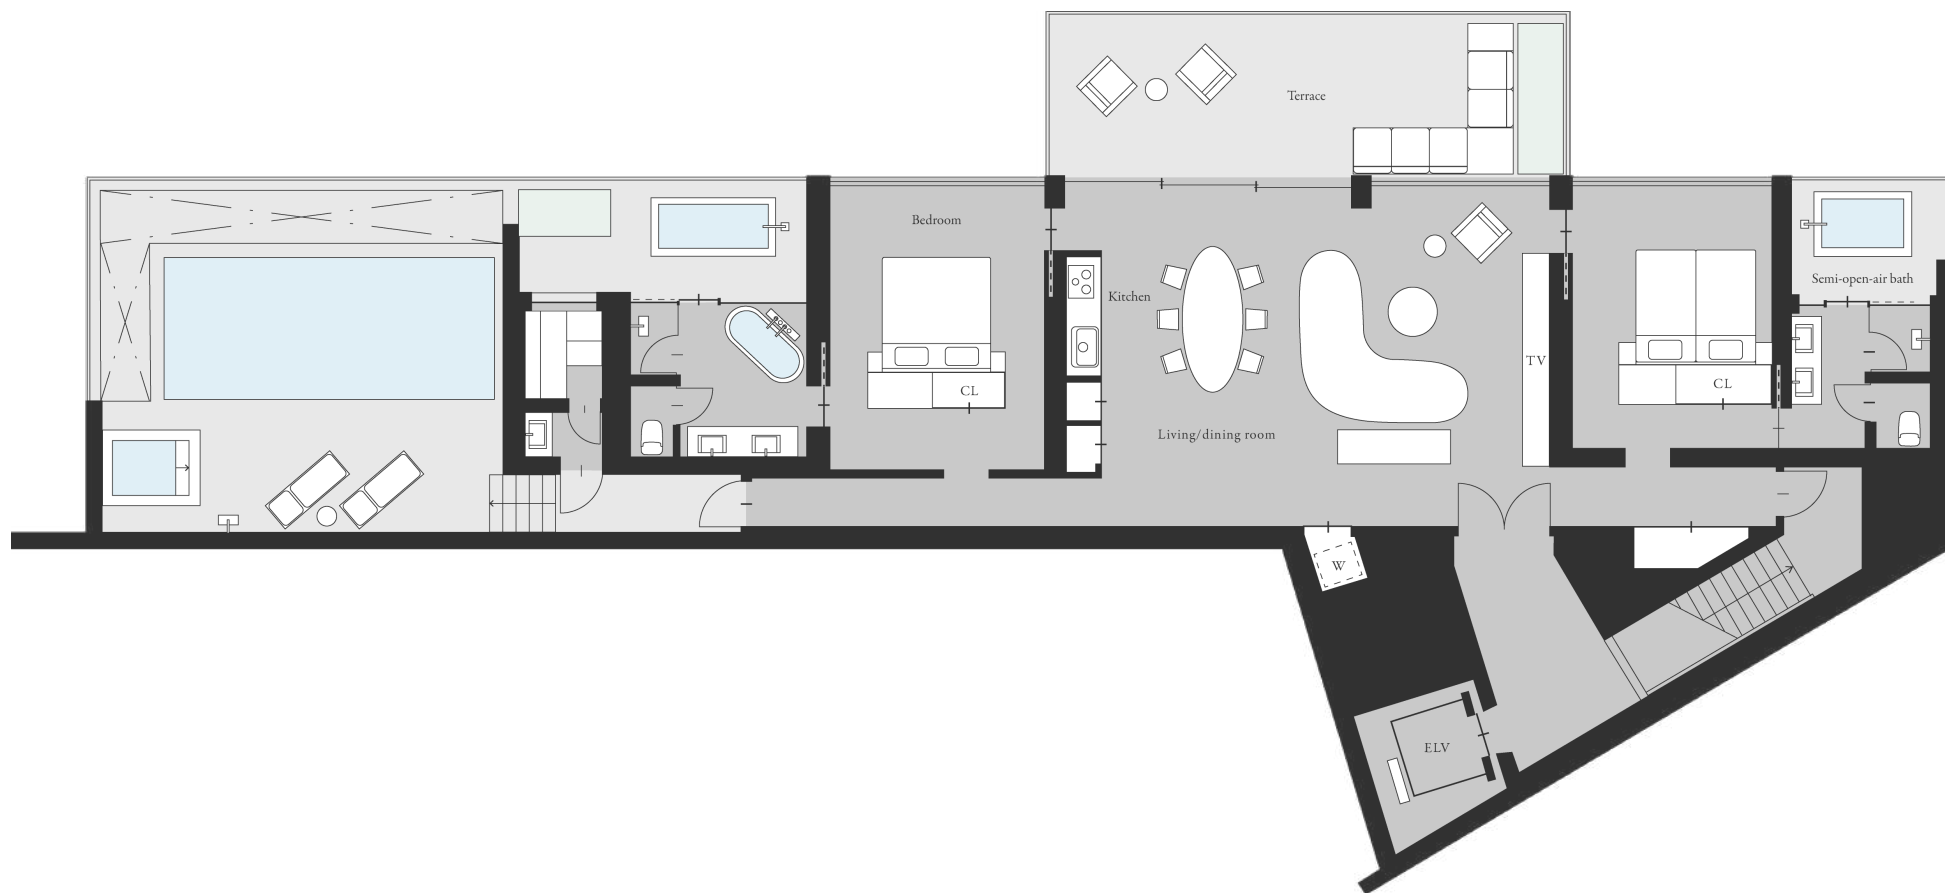 Terrace
Bedroom
Semi-open-air bath
Kitchen
TV
CL
CL
Living/dining room
W
ELV